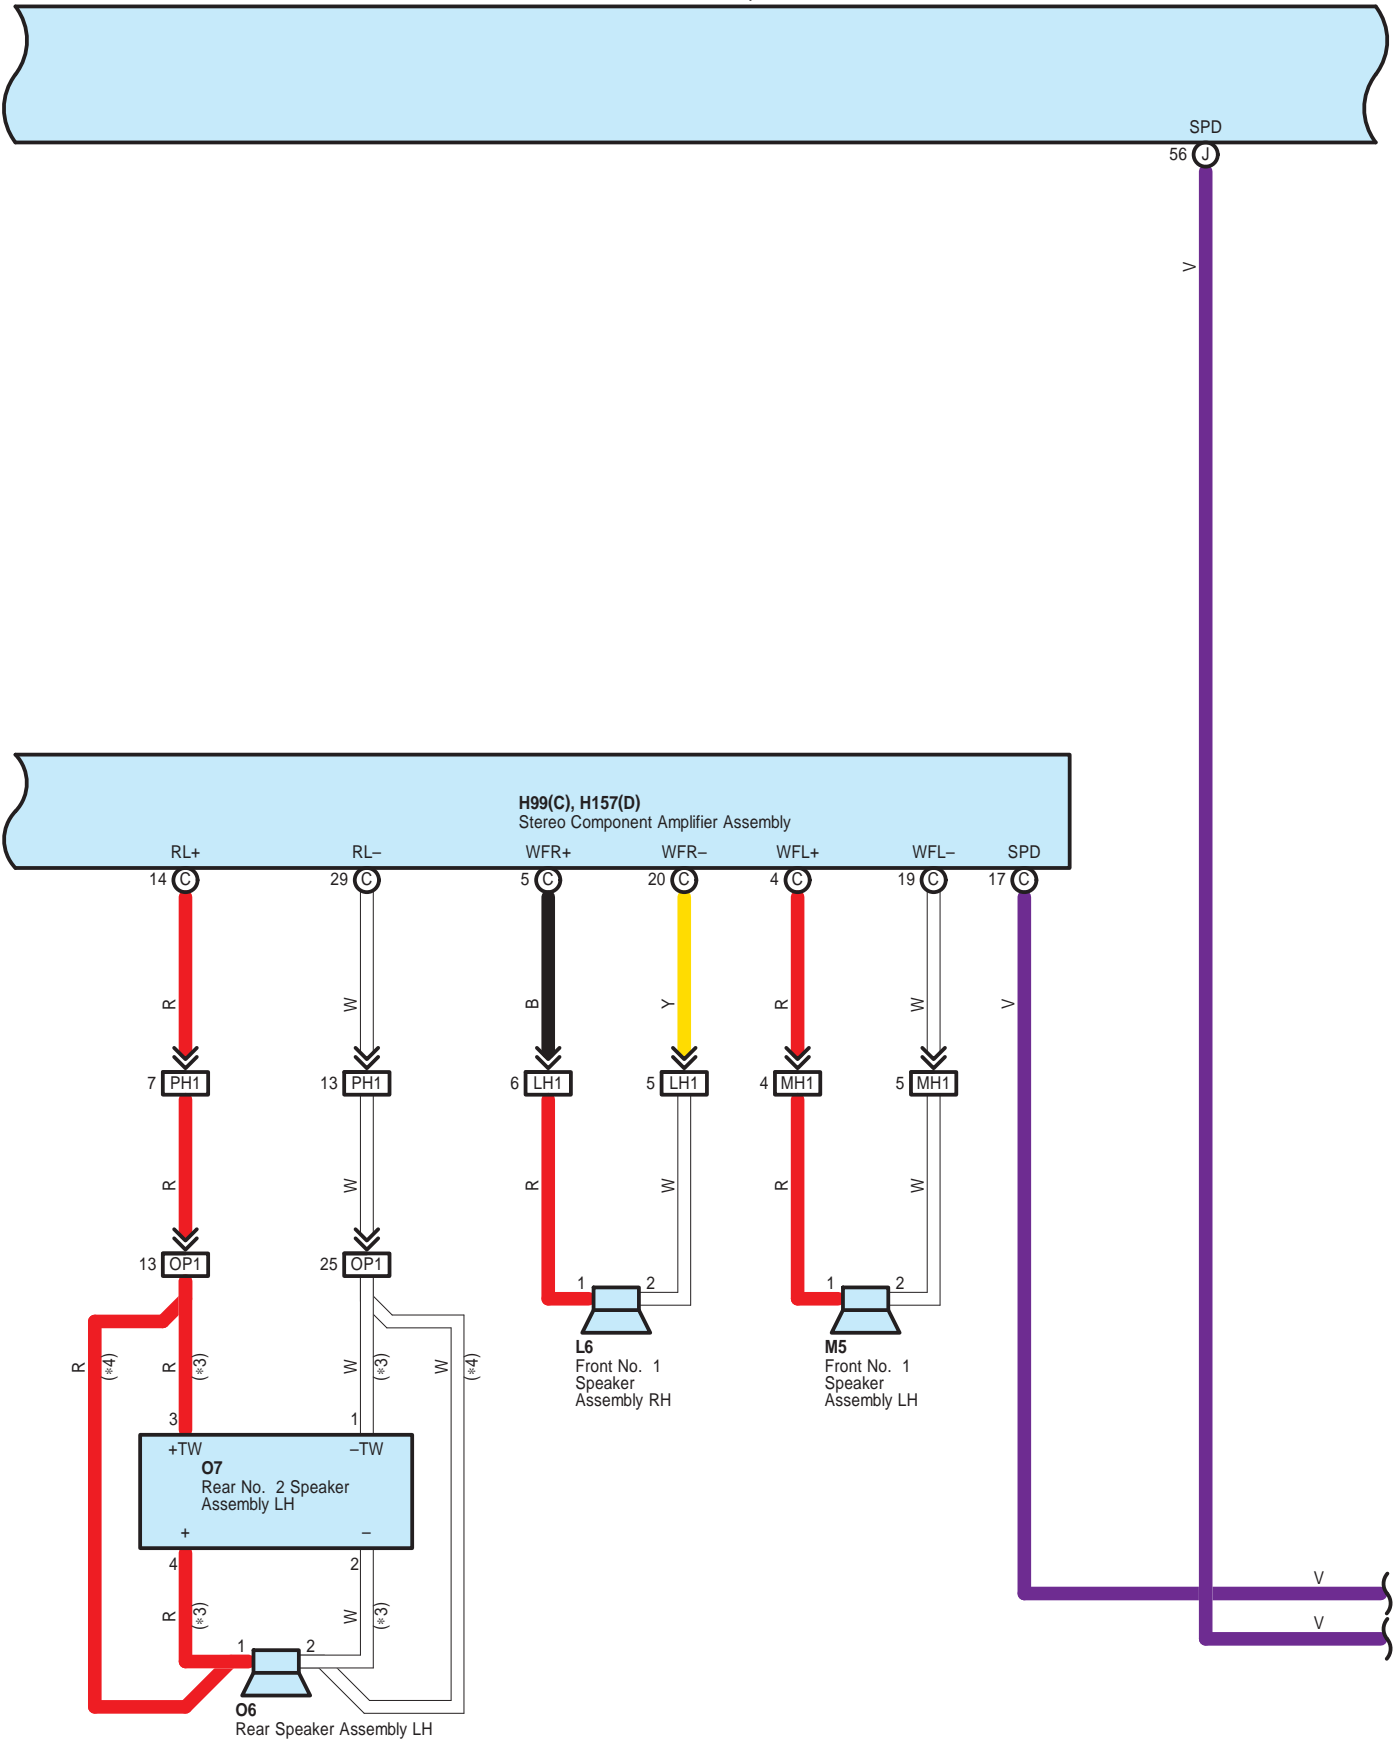 SPD
56 J
V
H99(C), H157(D)
Stereo Component Amplifier Assembly
RL+ RL– WFR+ WFR– WFL+ WFL– SPD
14 C 29 C 5 C 20 C 4 C 19 C 17 C
R W B Y R W V
7 PH1 13 PH1 6 LH1 5 LH1 4 MH1 5 MH1
R W R W R W
13 OP1 25 OP1
1 2 1 2
L6
Front No. 1
Speaker
Assembly RH
M5
Front No. 1
Speaker
Assembly LH
R (*4) R (*3) W (*3) W (*4)
3 1
+TW –TW
O7
Rear No. 2 Speaker
Assembly LH
+ –
4 2
R (*3) W (*3)
V
V
1 2
O6
Rear Speaker Assembly LH